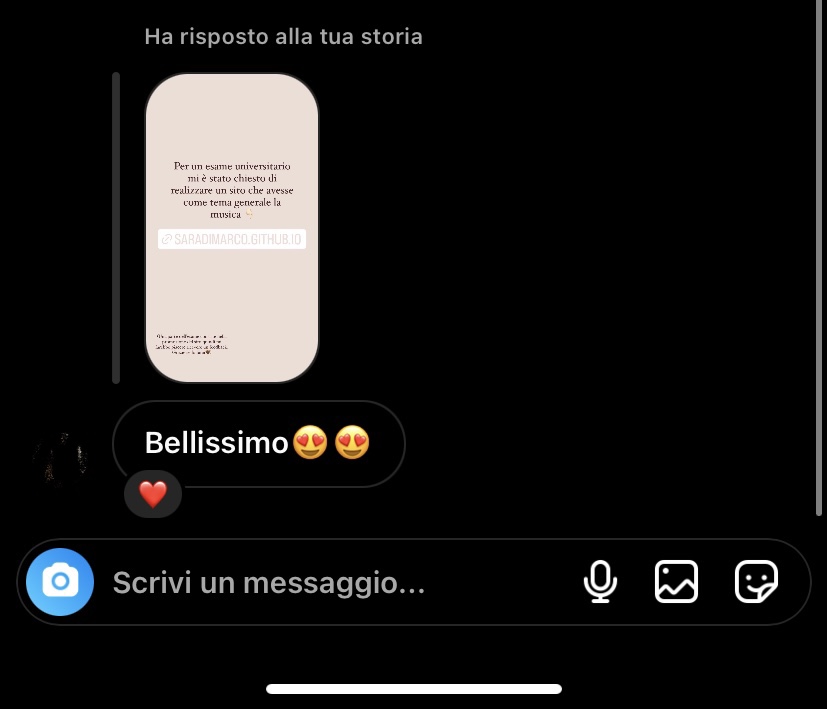 Ha risposto alla tua storia
Per un esame universitario
mi è stato chiesto di
realizzare un sito che avesse
come tema generale la
musica 👇🏻
SARADIMARCO.GITHUB.IO
Bellissimo😍😍
❤️
Scrivi un messaggio...